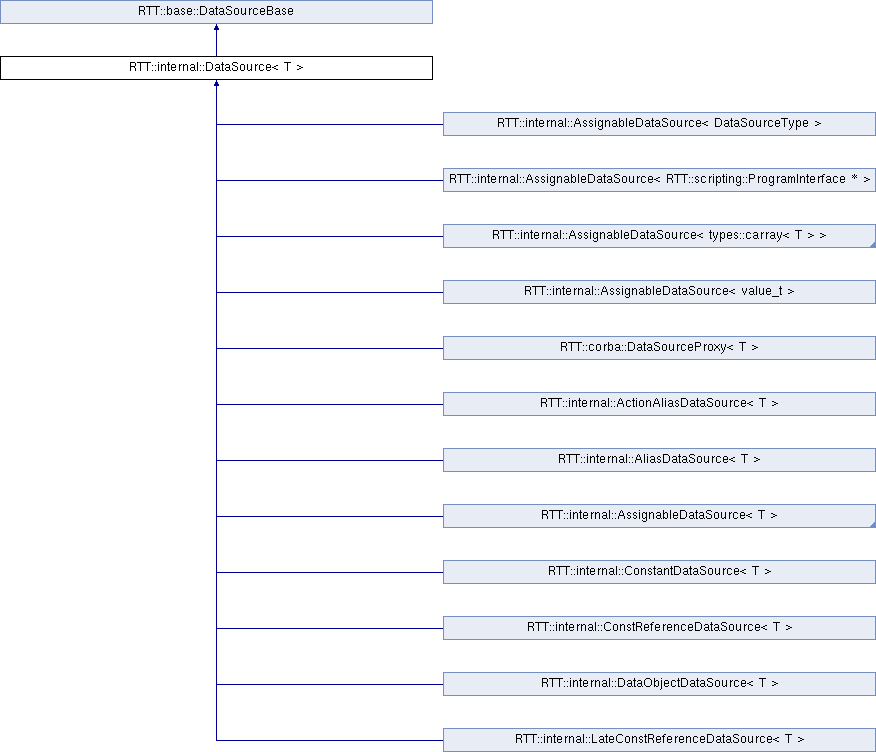 RTT::base::DataSourceBase
RTT::internal::DataSource< T >
RTT::internal::AssignableDataSource< DataSourceType >
RTT::internal::AssignableDataSource< RTT::scripting::ProgramInterface * >
RTT::internal::AssignableDataSource< types::carray< T > >
RTT::internal::AssignableDataSource< value_t >
RTT::corba::DataSourceProxy< T >
RTT::internal::ActionAliasDataSource< T >
RTT::internal::AliasDataSource< T >
RTT::internal::AssignableDataSource< T >
RTT::internal::ConstantDataSource< T >
RTT::internal::ConstReferenceDataSource< T >
RTT::internal::DataObjectDataSource< T >
RTT::internal::LateConstReferenceDataSource< T >